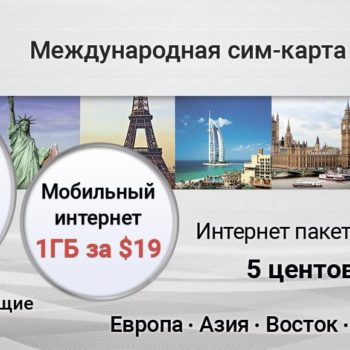 Международная сим-карта
Мобильный
интернет
1ГБ за $19
Интернет пакет
5 центов
щие
Европа · Азия · Восток ·